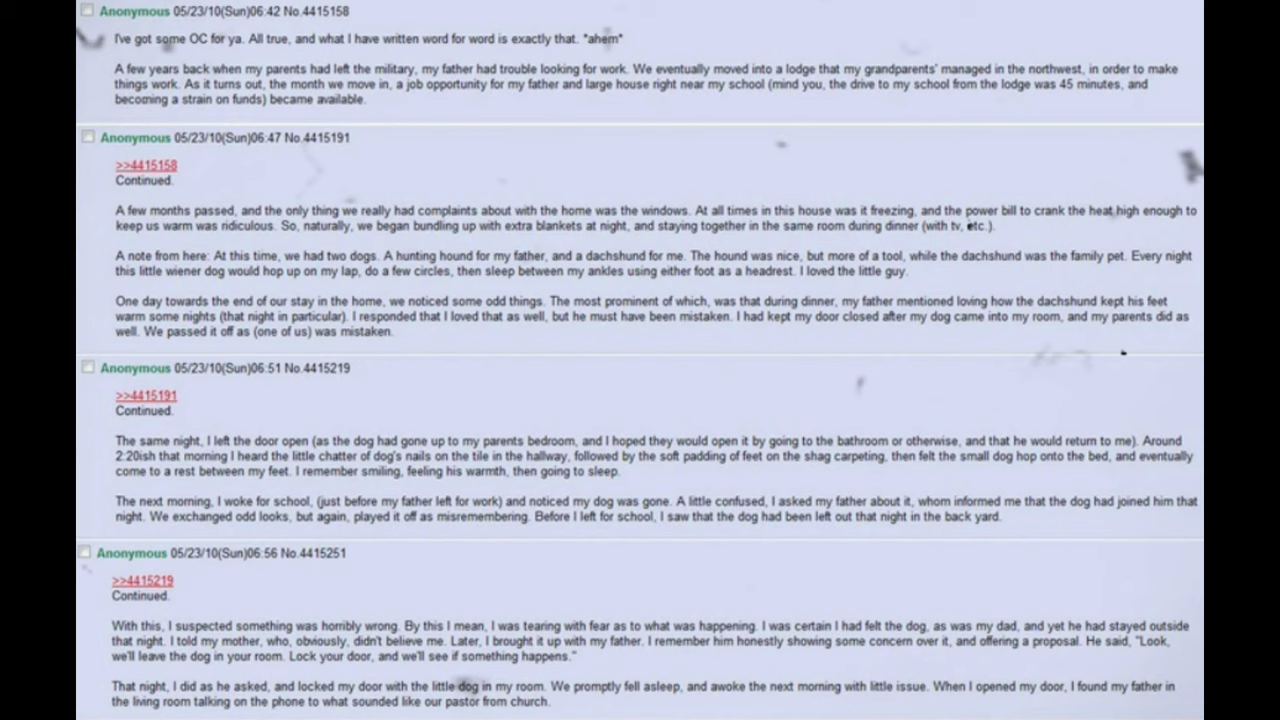 Anonymous 05/23/10(Sun)06:42 No.4415158
I've got some OC for ya. All true, and what I have written word for word is exactly that. *ahem*
A few years back when my parents had left the military, my father had trouble looking for work. We eventually moved into a lodge that my grandparents' managed in the northwest, in order to make
things work. As it turns out, the month we move in, a job opportunity for my father and large house right near my school (mind you, the drive to my school from the lodge was 45 minutes, and
becoming a strain on funds) became available.
Anonymous 05/23/10(Sun)06:47 No.4415191
>>4415158
Continued.
A few months passed, and the only thing we really had complaints about with the home was the windows. At all times in this house was it freezing, and the power bill to crank the heat high enough to
keep us warm was ridiculous. So, naturally, we began bundling up with extra blankets at night, and staying together in the same room during dinner (with tv, etc.).
A note from here: At this time, we had two dogs. A hunting hound for my father, and a dachshund for me. The hound was nice, but more of a tool, while the dachshund was the family pet. Every night
this little wiener dog would hop up on my lap, do a few circles, then sleep between my ankles using either foot as a headrest. I loved the little guy.
One day towards the end of our stay in the home, we noticed some odd things. The most prominent of which, was that during dinner, my father mentioned loving how the dachshund kept his feet
warm some nights (that night in particular). I responded that I loved that as well, but he must have been mistaken. I had kept my door closed after my dog came into my room, and my parents did as
well. We passed it off as (one of us) was mistaken.
Anonymous 05/23/10(Sun)06:51 No.4415219
>>4415191
Continued.
The same night, I left the door open (as the dog had gone up to my parents bedroom, and I hoped they would open it by going to the bathroom or otherwise, and that he would return to me). Around
2:20ish that morning I heard the little chatter of dog's nails on the tile in the hallway, followed by the soft padding of feet on the shag carpeting, then felt the small dog hop onto the bed, and eventually
come to a rest between my feet. I remember smiling, feeling his warmth, then going to sleep.
The next morning, I woke for school, (just before my father left for work) and noticed my dog was gone. A little confused, I asked my father about it, whom informed me that the dog had joined him that
night. We exchanged odd looks, but again, played it off as misremembering. Before I left for school, I saw that the dog had been left out that night in the back yard.
Anonymous 05/23/10(Sun)06:56 No.4415251
>>4415219
Continued.
With this, I suspected something was horribly wrong. By this I mean, I was tearing with fear as to what was happening. I was certain I had felt the dog, as was my dad, and yet he had stayed outside
that night. I told my mother, who, obviously, didn't believe me. Later, I brought it up with my father. I remember him honestly showing some concern over it, and offering a proposal. He said, "Look,
we'll leave the dog in your room. Lock your door, and we'll see if something happens."
That night, I did as he asked, and locked my door with the little dog in my room. We promptly fell asleep, and awoke the next morning with little issue. When I opened my door, I found my father in
the living room talking on the phone to what sounded like our pastor from church.